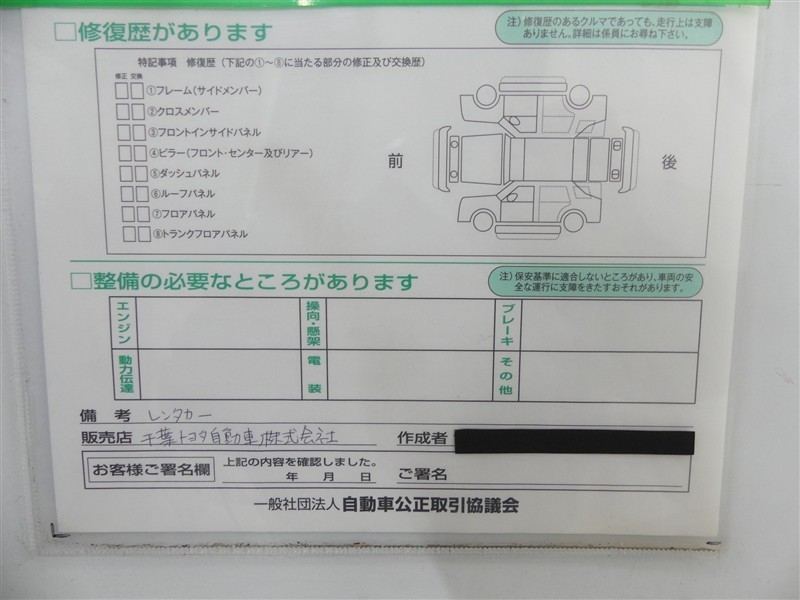 □修復歴があります
注）修復歴のあるクルマであっても、走行上は支障
ありません。詳細は係員にお尋ね下さい。
特記事項 修復歴（下記の①〜⑧に当たる部分の修正及び交換歴）
修正 交換
①フレーム（サイドメンバー）
②クロスメンバー
③フロントインサイドパネル
④ピラー（フロント・センター及びリアー）
⑤ダッシュパネル
⑥ルーフパネル
⑦フロアパネル
⑧トランクフロアパネル
前
後
□整備の必要なところがあります
注）保安基準に適合しないところがあり、車両の安
全な運行に支障をきたすおそれがあります。
エンジン
操向・懸架
ブレーキ
動力伝達
電装
その他
備考 レンタカー
販売店 千葉トヨタ自動車株式会社 作成者
お客様ご署名欄
上記の内容を確認しました。
年 月 日
ご署名
一般社団法人 自動車公正取引協議会